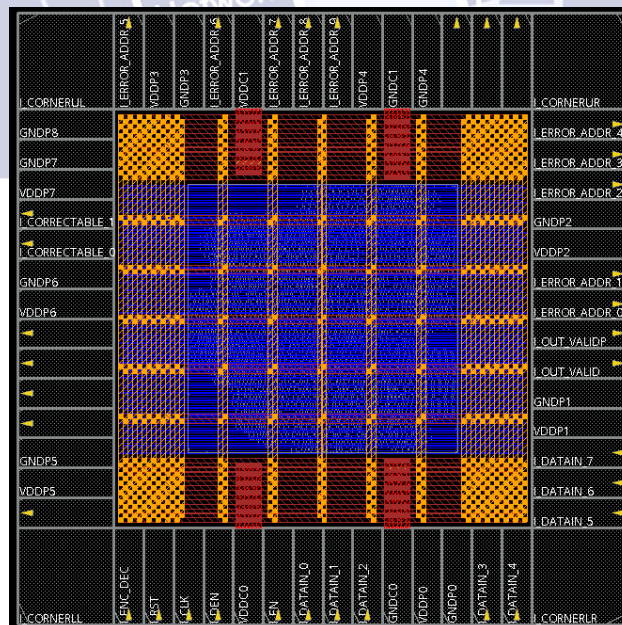 I_ERROR_ADDR_5
VDDP3
GNDP3
I_ERROR_ADDR_6
VDDC1
I_ERROR_ADDR_7
I_ERROR_ADDR_8
I_ERROR_ADDR_9
VDDP4
GNDC1
GNDP4
I_CORNERUL
I_CORNERUR
GNDP8
GNDP7
VDDP7
I_CORRECTABLE_1
I_CORRECTABLE_0
GNDP6
VDDP6
GNDP5
VDDP5
I_ERROR_ADDR_4
I_ERROR_ADDR_3
I_ERROR_ADDR_2
GNDP2
VDDP2
I_ERROR_ADDR_1
I_ERROR_ADDR_0
I_OUT_VALIDP
I_OUT_VALID
GNDP1
VDDP1
I_DATAIN_7
I_DATAIN_6
I_DATAIN_5
I_ENC_DEC
I_RST
I_CLK
I_DEN
VDDC0
I_EN
I_DATAIN_0
I_DATAIN_1
I_DATAIN_2
GNDC0
VDDP0
GNDP0
I_DATAIN_3
I_DATAIN_4
I_CORNERLL
I_CORNERLR